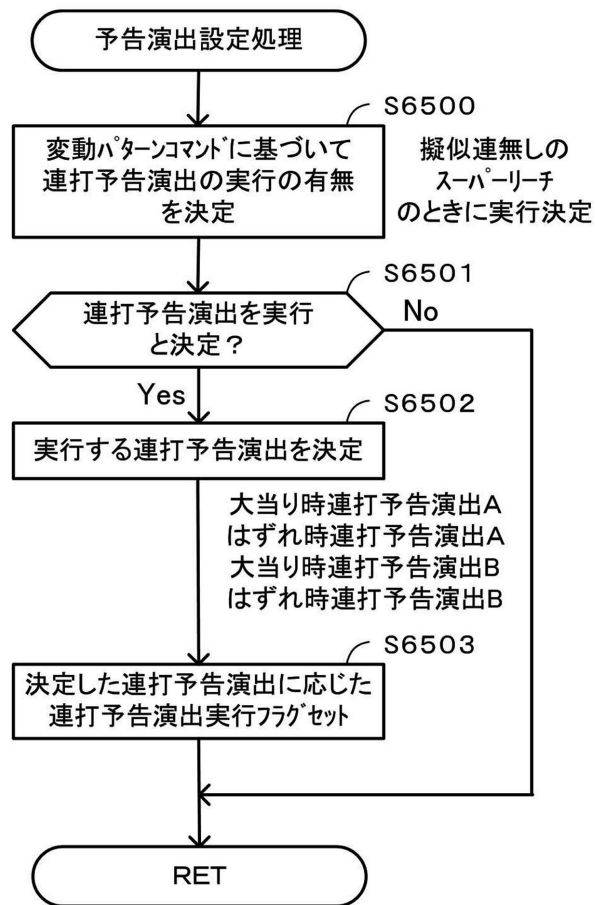 予告演出設定処理
S6500
変動ﾊﾟﾀｰﾝｺﾏﾝﾄﾞに基づいて
連打予告演出の実行の有無
を決定
擬似連無しの
ｽｰﾊﾟｰﾘｰﾁ
のときに実行決定
S6501
連打予告演出を実行
と決定？
No
Yes
S6502
実行する連打予告演出を決定
大当り時連打予告演出A
はずれ時連打予告演出A
大当り時連打予告演出B
はずれ時連打予告演出B
S6503
決定した連打予告演出に応じた
連打予告演出実行ﾌﾗｸﾞｾｯﾄ
RET